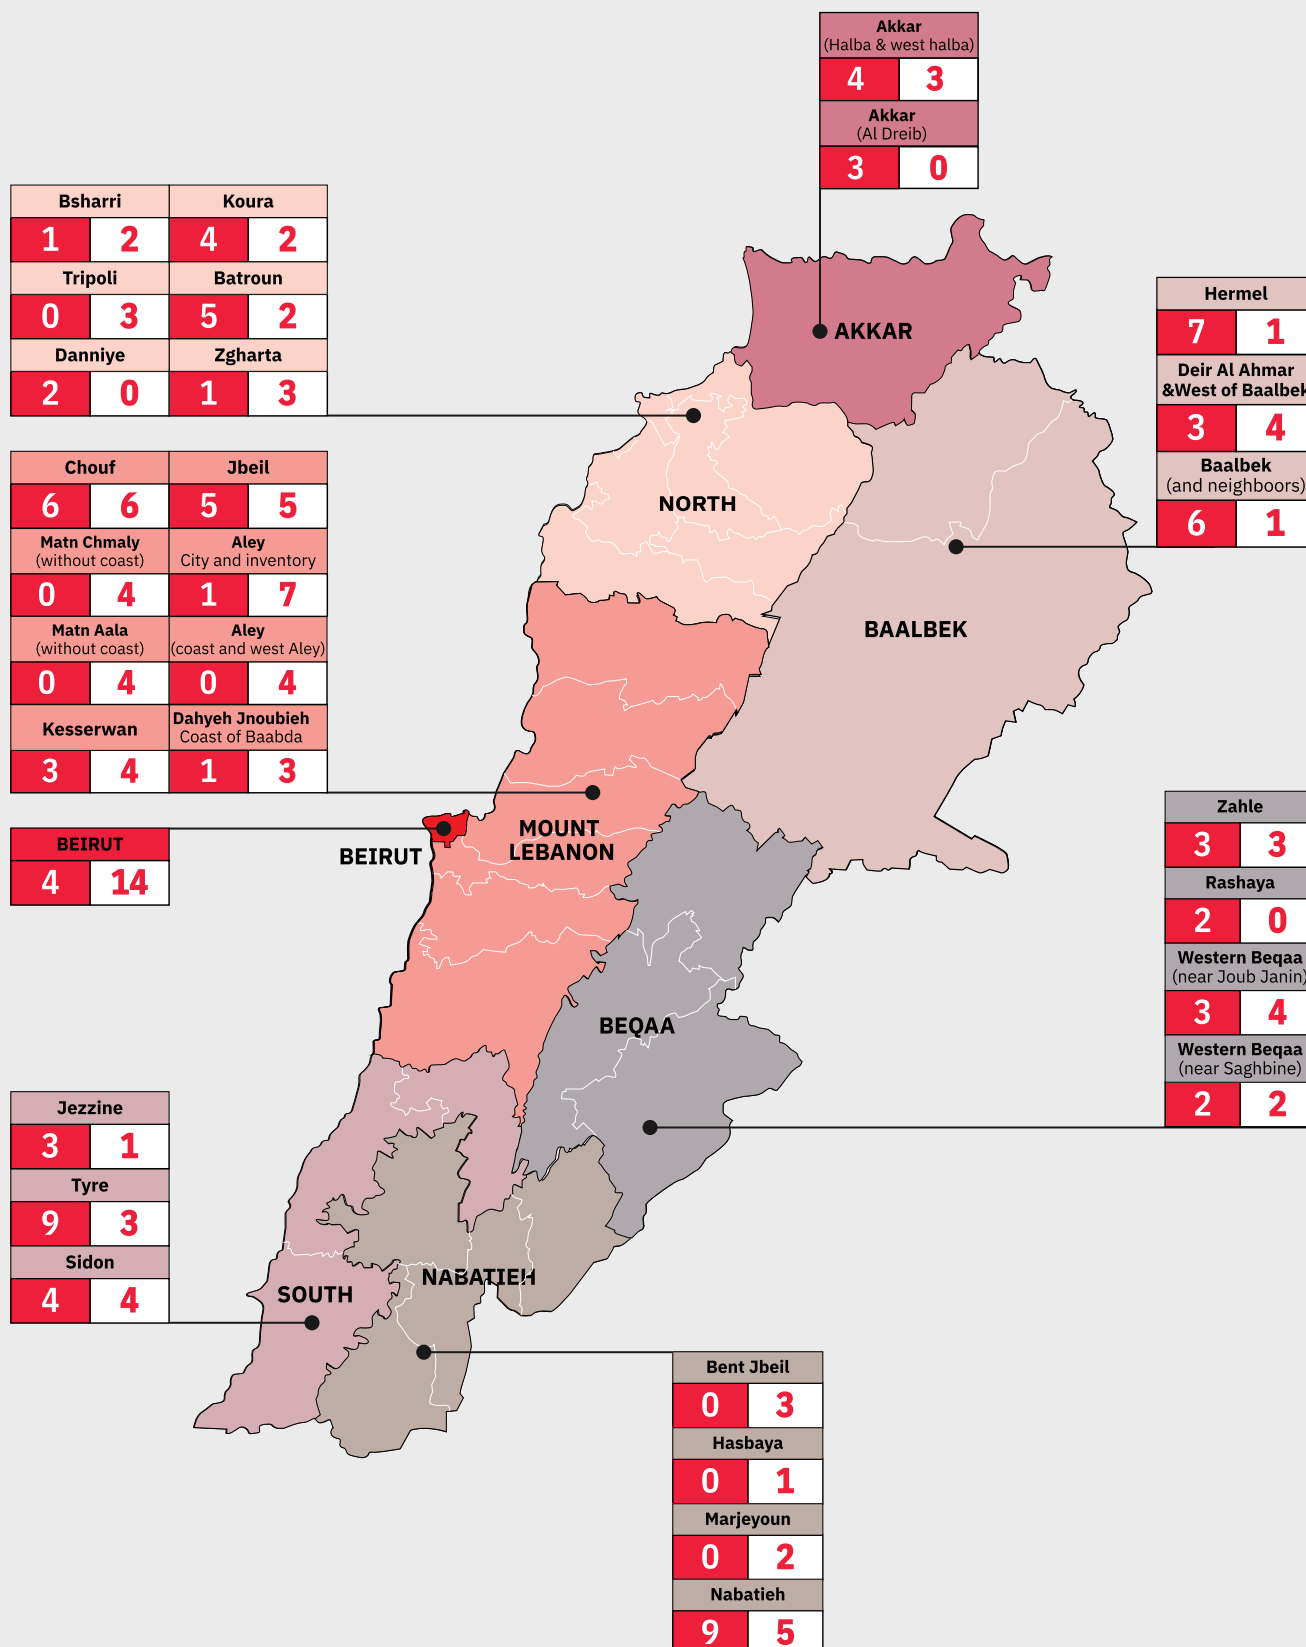 Akkar
(Halba & west halba)
4 3
Akkar
(Al Dreib)
3 0
Bsharri Koura
1 2 4 2
Tripoli Batroun
0 3 5 2
Danniye Zgharta
2 0 1 3
Hermel
7 1
Deir Al Ahmar
&West of Baalbek
3 4
Baalbek
(and neighboors)
6 1
AKKAR
NORTH
BAALBEK
Chouf Jbeil
6 6 5 5
Matn Chmaly Aley
(without coast) City and inventory
0 4 1 7
Matn Aala Aley
(without coast) (coast and west Aley)
0 4 0 4
Kesserwan Dahyeh Jnoubieh
Coast of Baabda
3 4 1 3
BEIRUT
4 14
BEIRUT
MOUNT
LEBANON
Zahle
3 3
Rashaya
2 0
Western Beqaa
(near Joub Janin)
3 4
Western Beqaa
(near Saghbine)
2 2
BEQAA
Jezzine
3 1
Tyre
9 3
Sidon
4 4
SOUTH
NABATIEH
Bent Jbeil
0 3
Hasbaya
0 1
Marjeyoun
0 2
Nabatieh
9 5